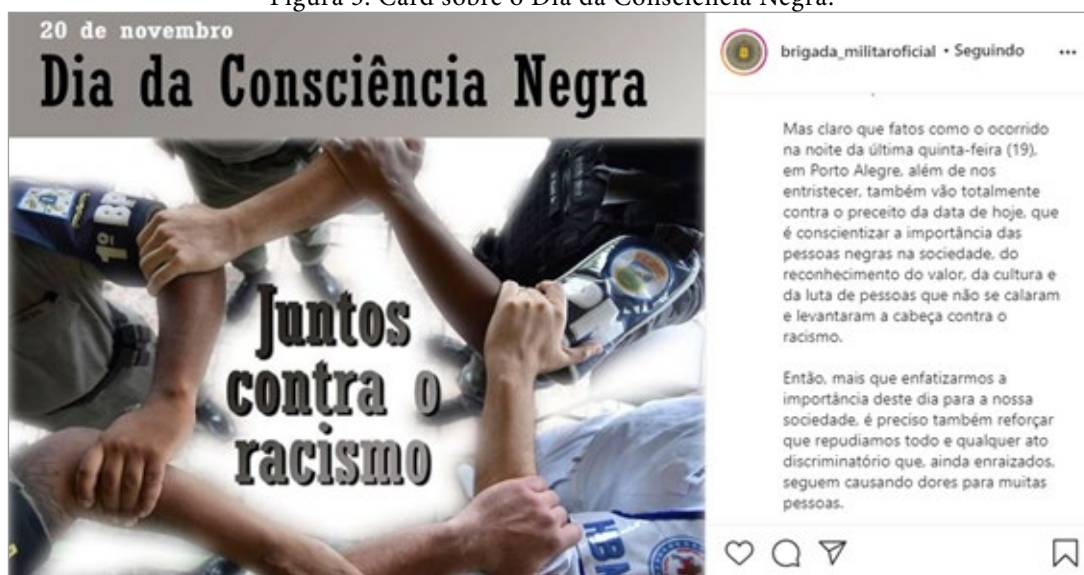 Figura 5. Card sobre o Dia da Consciência Negra.
20 de novembro
Dia da Consciência Negra
1º BP
Juntos
contra o
racismo
HBM
brigada_militaroficial • Seguindo
Mas claro que fatos como o ocorrido
na noite da última quinta-feira (19),
em Porto Alegre, além de nos
entristecer, também vão totalmente
contra o preceito da data de hoje, que
é conscientizar a importância das
pessoas negras na sociedade, do
reconhecimento do valor, da cultura e
da luta de pessoas que não se calaram
e levantaram a cabeça contra o
racismo.
Então, mais que enfatizarmos a
importância deste dia para a nossa
sociedade, é preciso também reforçar
que repudiamos todo e qualquer ato
discriminatório que, ainda enraizados,
seguem causando dores para muitas
pessoas.